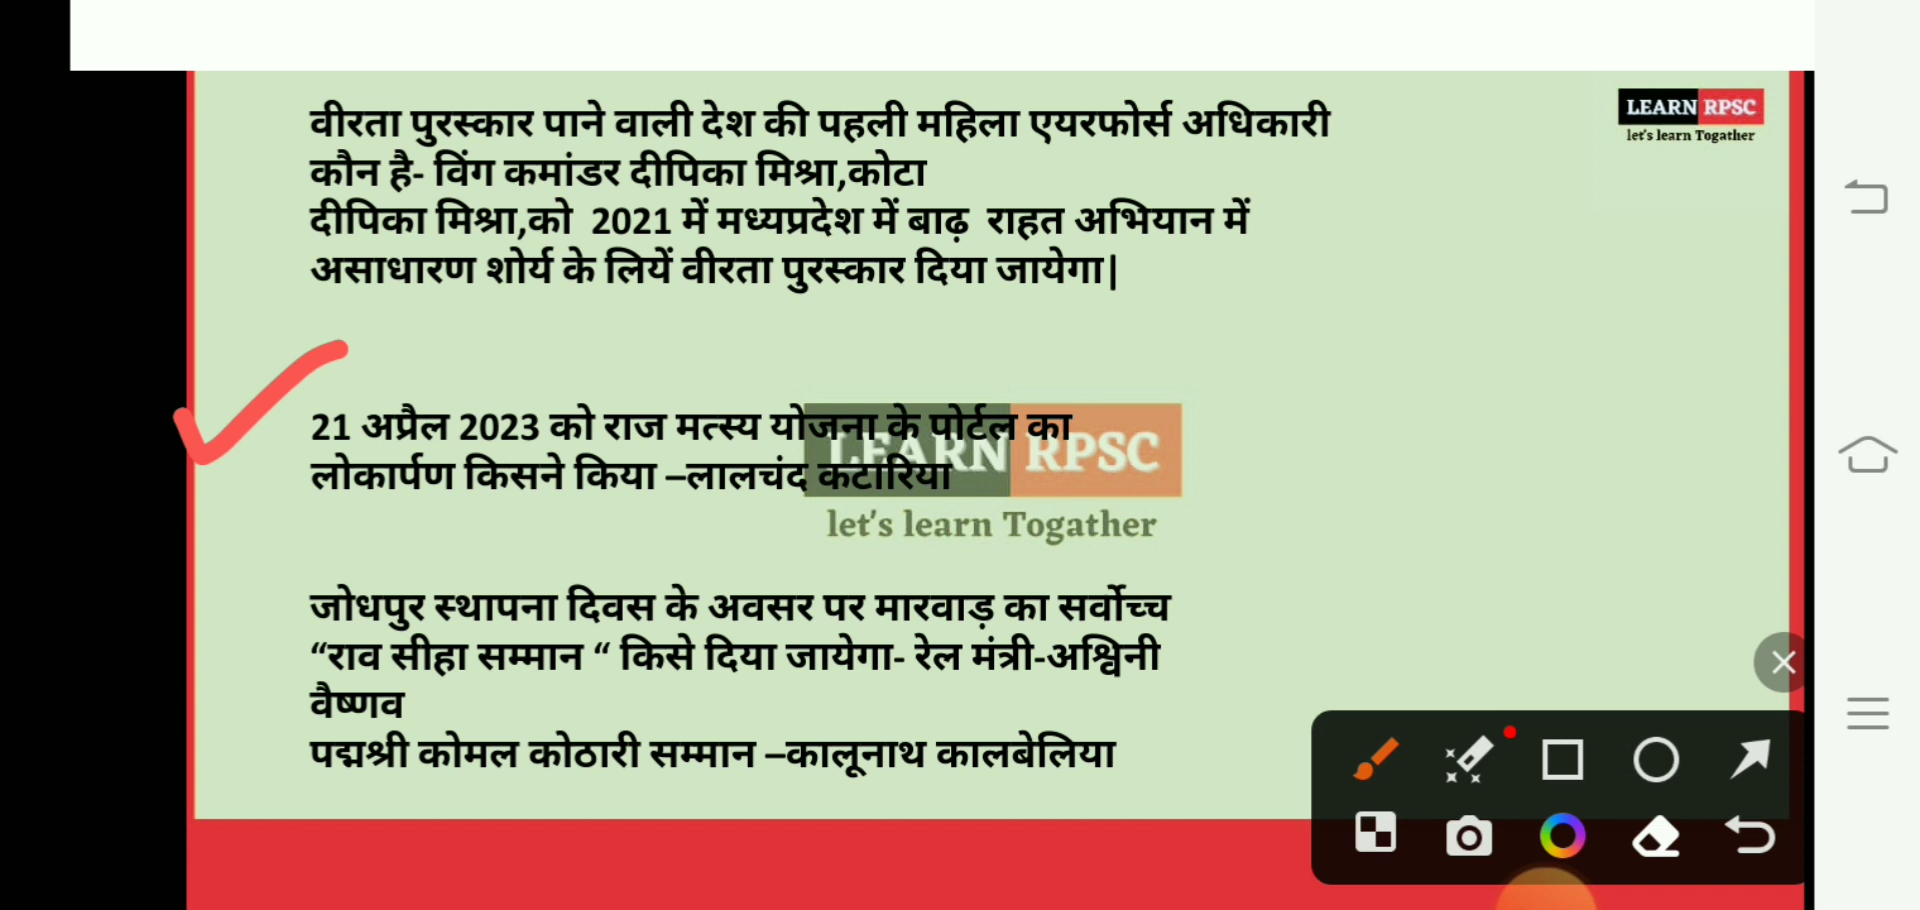 LEARN RPSC
let's learn Togather
वीरता पुरस्कार पाने वाली देश की पहली महिला एयरफोर्स अधिकारी
कौन है- विंग कमांडर दीपिका मिश्रा,कोटा
दीपिका मिश्रा,को 2021 में मध्यप्रदेश में बाढ़ राहत अभियान में
असाधारण शोर्य के लियें वीरता पुरस्कार दिया जायेगा|
21 अप्रैल 2023 को राज मत्स्य योजना के पोर्टल का
लोकार्पण किसने किया –लालचंद कटारिया
LEARN RPSC
let's learn Togather
जोधपुर स्थापना दिवस के अवसर पर मारवाड़ का सर्वोच्च
“राव सीहा सम्मान “ किसे दिया जायेगा- रेल मंत्री-अश्विनी
वैष्णव
पद्मश्री कोमल कोठारी सम्मान –कालूनाथ कालबेलिया